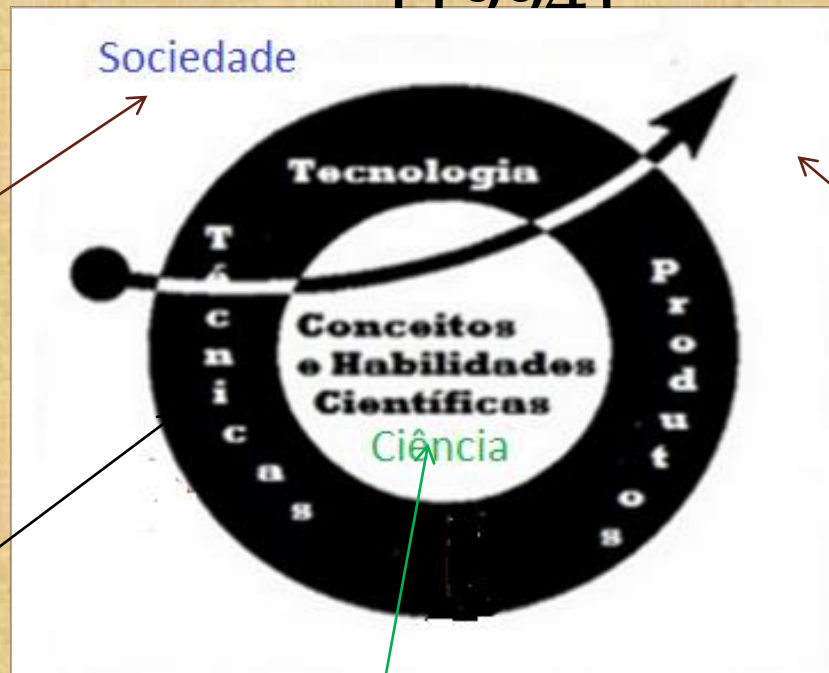 Sociedade
Tecnologia
Técnicas
Produtos
Conceitos
e Habilidades
Científicas
Ciência